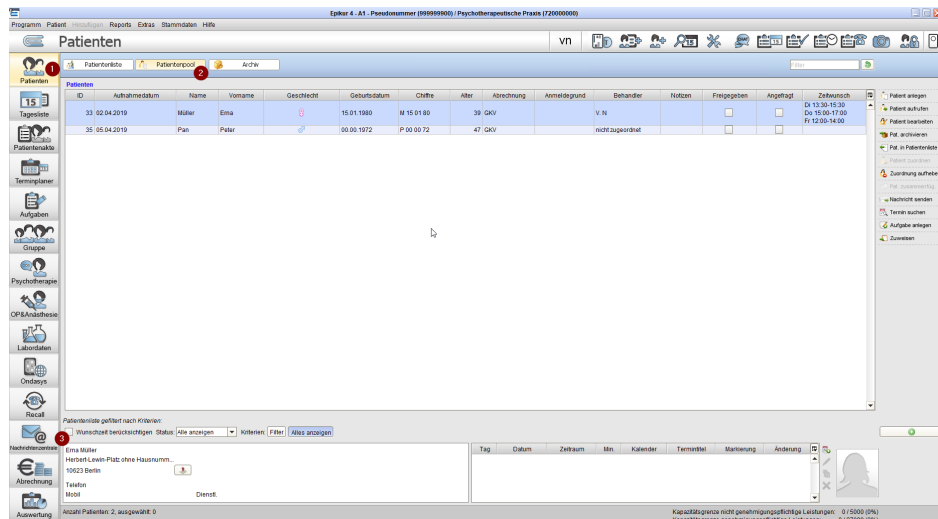 Epikur 4 - A1 - Pseudonummer (999999900) / Psychotherapeutische Praxis (720000000)
Programm Patient Hinzufügen Reports Extras Stammdaten Hilfe
Patienten
vn
Patienten
Tagesliste
Patientenakte
Terminplaner
Aufgaben
Gruppe
Psychotherapie
OP&Anästhesie
Labordaten
Ondasys
Recall
Nachrichtenzentrale
Abrechnung
Auswertung
1
2
3
Patientenliste Patientenpool Archiv Filter
Patienten
ID Aufnahmedatum Name Vorname Geschlecht Geburtsdatum Chiffre Alter Abrechnung Anmeldegrund Behandler Notizen Freigegeben Angefragt Zeitwunsch
33 02.04.2019 Müller Erna 15.01.1980 M 15 01 80 39 GKV V. N Di 13:30-15:30
Do 15:00-17:00
Fr 12:00-14:00
35 05.04.2019 Pan Peter 00.00.1972 P 00 00 72 47 GKV nicht zugeordnet
Patient anlegen
Patient aufrufen
Patient bearbeiten
Pat. archivieren
Pat. in Patientenliste
Patient zuordnen
Zuordnung aufhebe
Pat. zusammenfüg
Nachricht senden
Termin suchen
Aufgabe anlegen
Zuweisen
Patientenliste gefiltert nach Kriterien:
Wunschzeit berücksichtigen Status: Alle anzeigen Kriterien: Filter Alles anzeigen
Erna Müller
Herbert-Lewin-Platz ohne Hausnumm...
10623 Berlin
Telefon
Mobil Dienstl.
Tag Datum Zeitraum Min. Kalender Termintitel Markierung Änderung
Anzahl Patienten: 2, ausgewählt: 0
Kapazitätsgrenze nicht genehmigungspflichtige Leistungen: 0 / 5000 (0%)